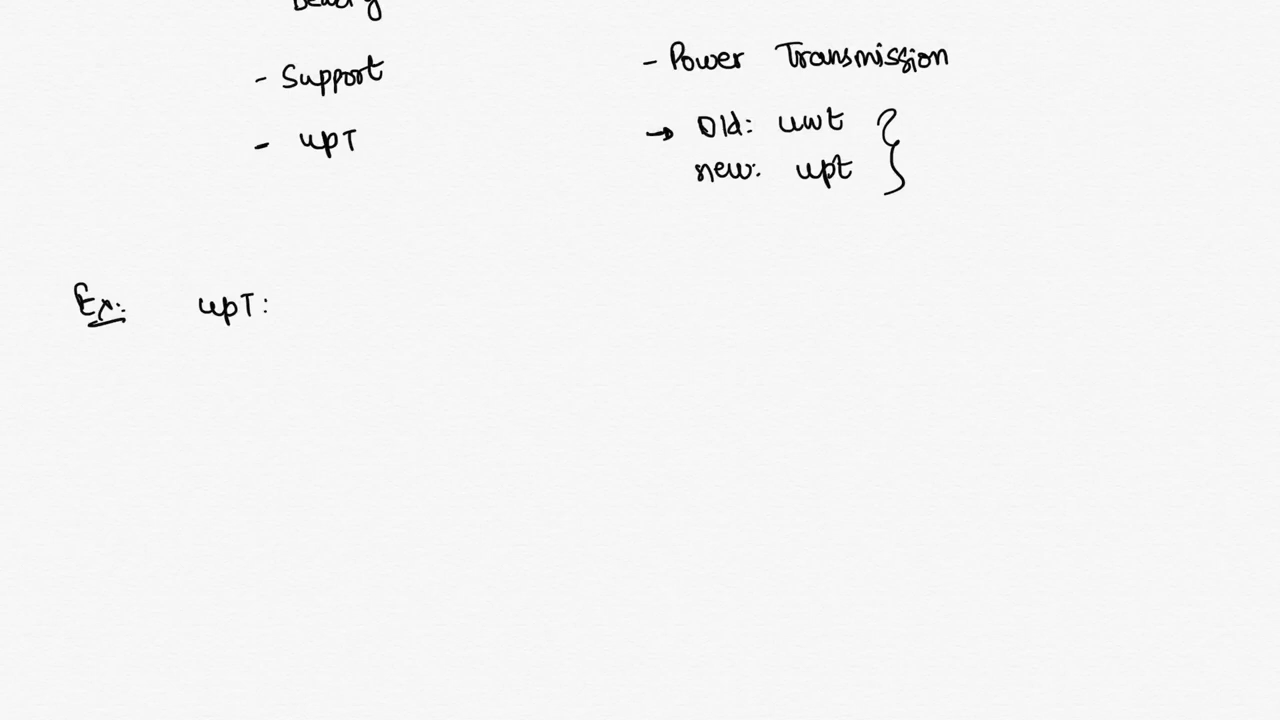 - Support
- UPT
- Power Transmission
→ Old: UWT
new: UPT
Ex: UPT: